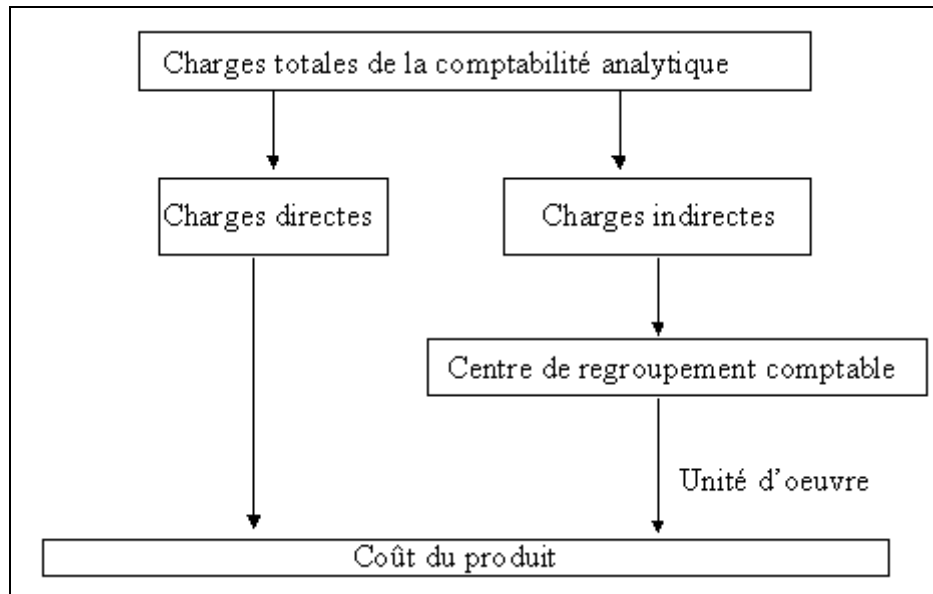 Charges totales de la comptabilité analytique
Charges directes
Charges indirectes
Centre de regroupement comptable
Unité d'oeuvre
Coût du produit